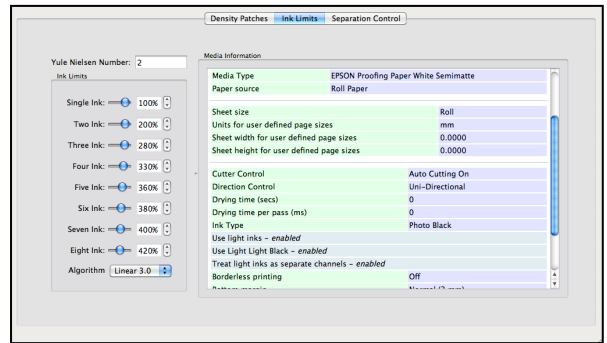 Density Patches Ink Limits Separation Control
Yule Nielsen Number: 2
Ink Limits
Single Ink: 100%
Two Ink: 200%
Three Ink: 280%
Four Ink: 330%
Five Ink: 360%
Six Ink: 380%
Seven Ink: 400%
Eight Ink: 420%
Algorithm Linear 3.0
Media Information
Media Type EPSON Proofing Paper White Semimatte
Paper source Roll Paper
Sheet size Roll
Units for user defined page sizes mm
Sheet width for user defined page sizes 0.0000
Sheet height for user defined page sizes 0.0000
Cutter Control Auto Cutting On
Direction Control Uni-Directional
Drying time (secs) 0
Drying time per pass (ms) 0
Ink Type Photo Black
Use light inks - enabled
Use Light Light Black - enabled
Treat light inks as separate channels - enabled
Borderless printing Off
Bottom margin Normal (3 mm)